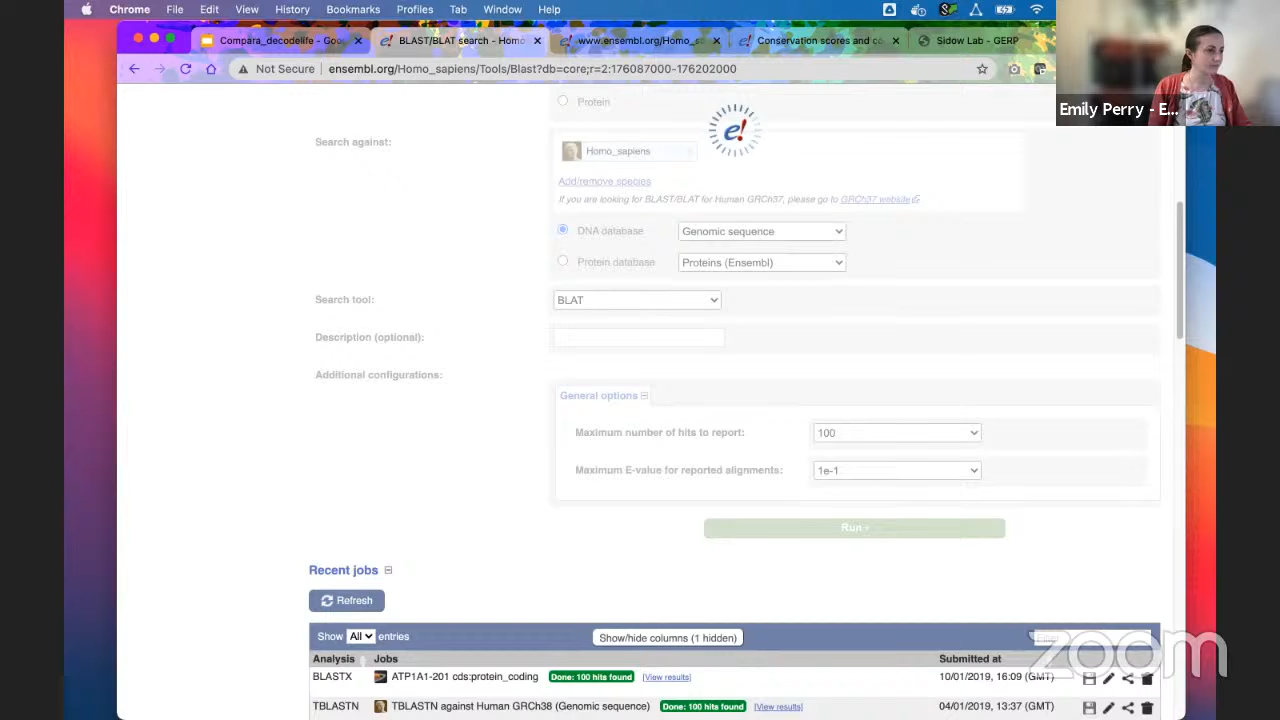 Chrome File Edit View History Bookmarks Profiles Tab Window Help
Compara_decodelife - Goo
BLAST/BLAT search - Homo
www.ensembl.org/Homo_s
Conservation scores and co
Sidow Lab - GERP
Not Secure ensembl.org/Homo_sapiens/Tools/Blast?db=core;r=2:176087000-176202000
Emily Perry - E...
Protein
Search against:
Homo_sapiens
Add/remove species
If you are looking for BLAST/BLAT for Human GRCh37, please go to GRCh37 website.
DNA database Genomic sequence
Protein database Proteins (Ensembl)
Search tool: BLAT
Description (optional):
Additional configurations:
General options
Maximum number of hits to report: 100
Maximum E-value for reported alignments: 1e-1
Run
Recent jobs
Refresh
Show All entries Show/hide columns (1 hidden) Filter
Analysis Jobs Submitted at
BLASTX ATP1A1-201 cds:protein_coding Done: 100 hits found [View results] 10/01/2019, 16:09 (GMT)
TBLASTN TBLASTN against Human GRCh38 (Genomic sequence) Done: 100 hits found [View results] 04/01/2019, 13:37 (GMT)
zoom